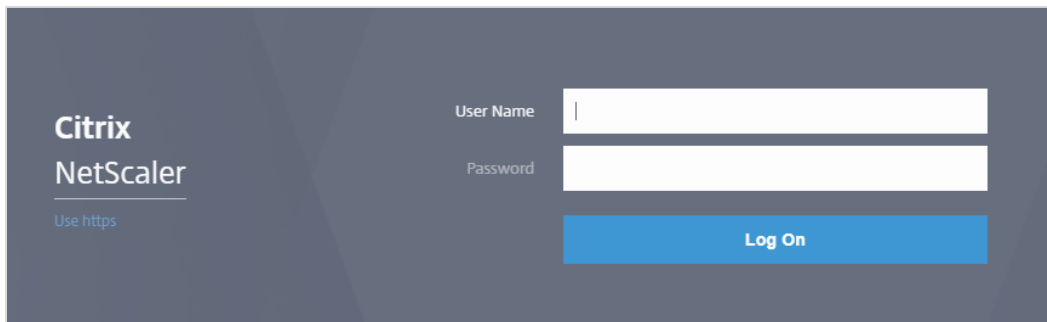 Citrix
NetScaler
Use https
User Name
Password
Log On